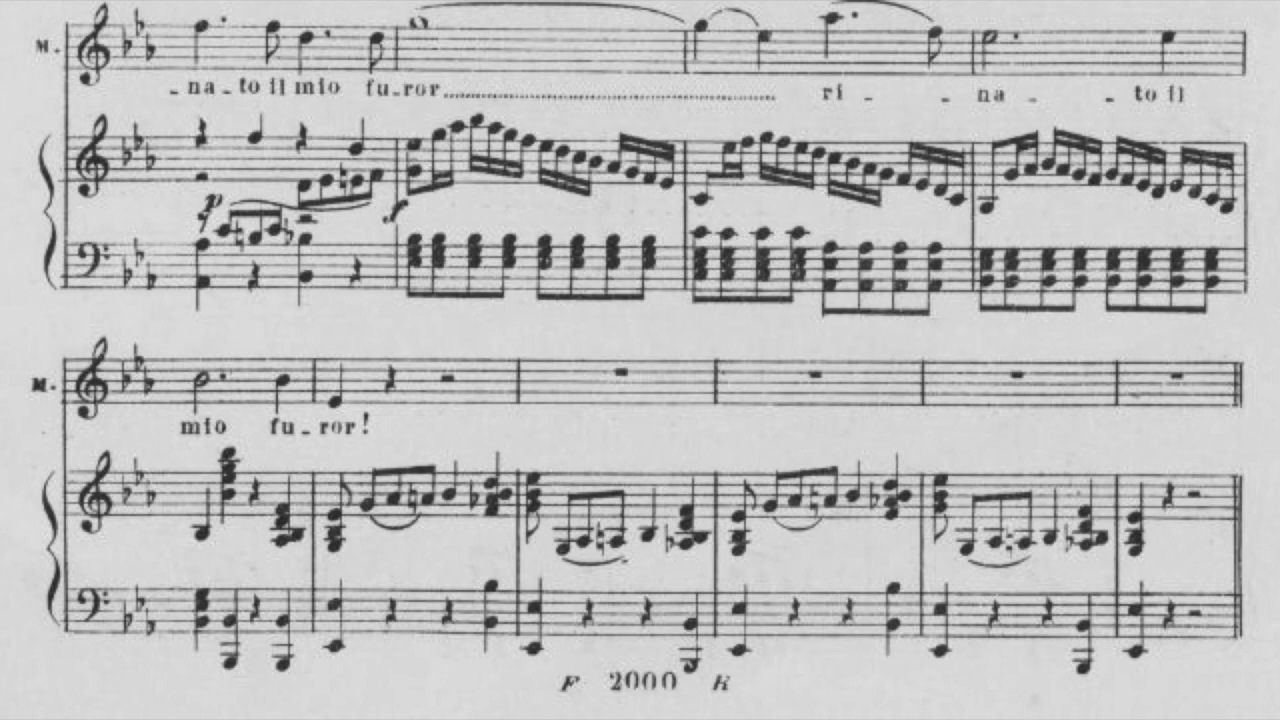 M.
- na - to il mio fu - ror........................................ ri - - na - - to il
p f
M.
mio fu - ror!
F 2000 K